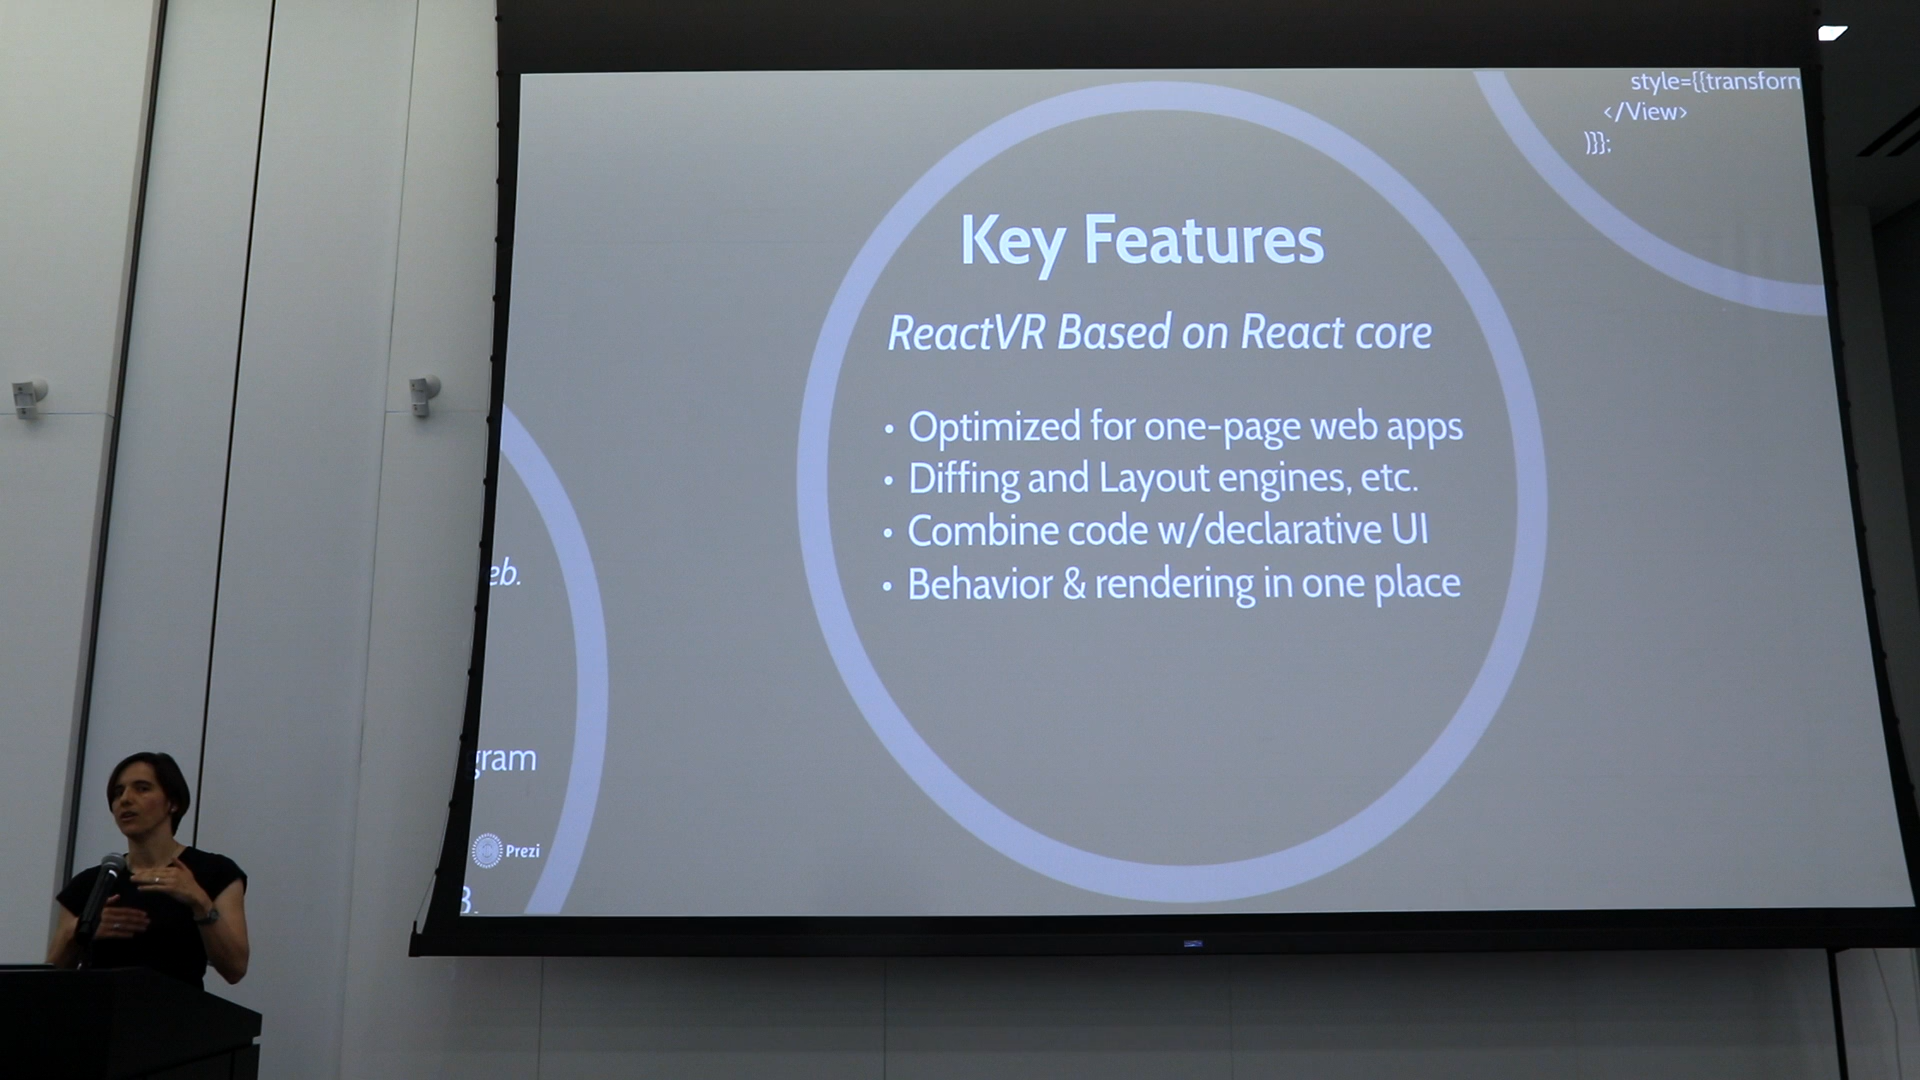 style={{transform
</View>
)}};
Key Features
ReactVR Based on React core
• Optimized for one-page web apps
• Diffing and Layout engines, etc.
• Combine code w/declarative UI
• Behavior & rendering in one place
eb.
gram
Prezi
3.